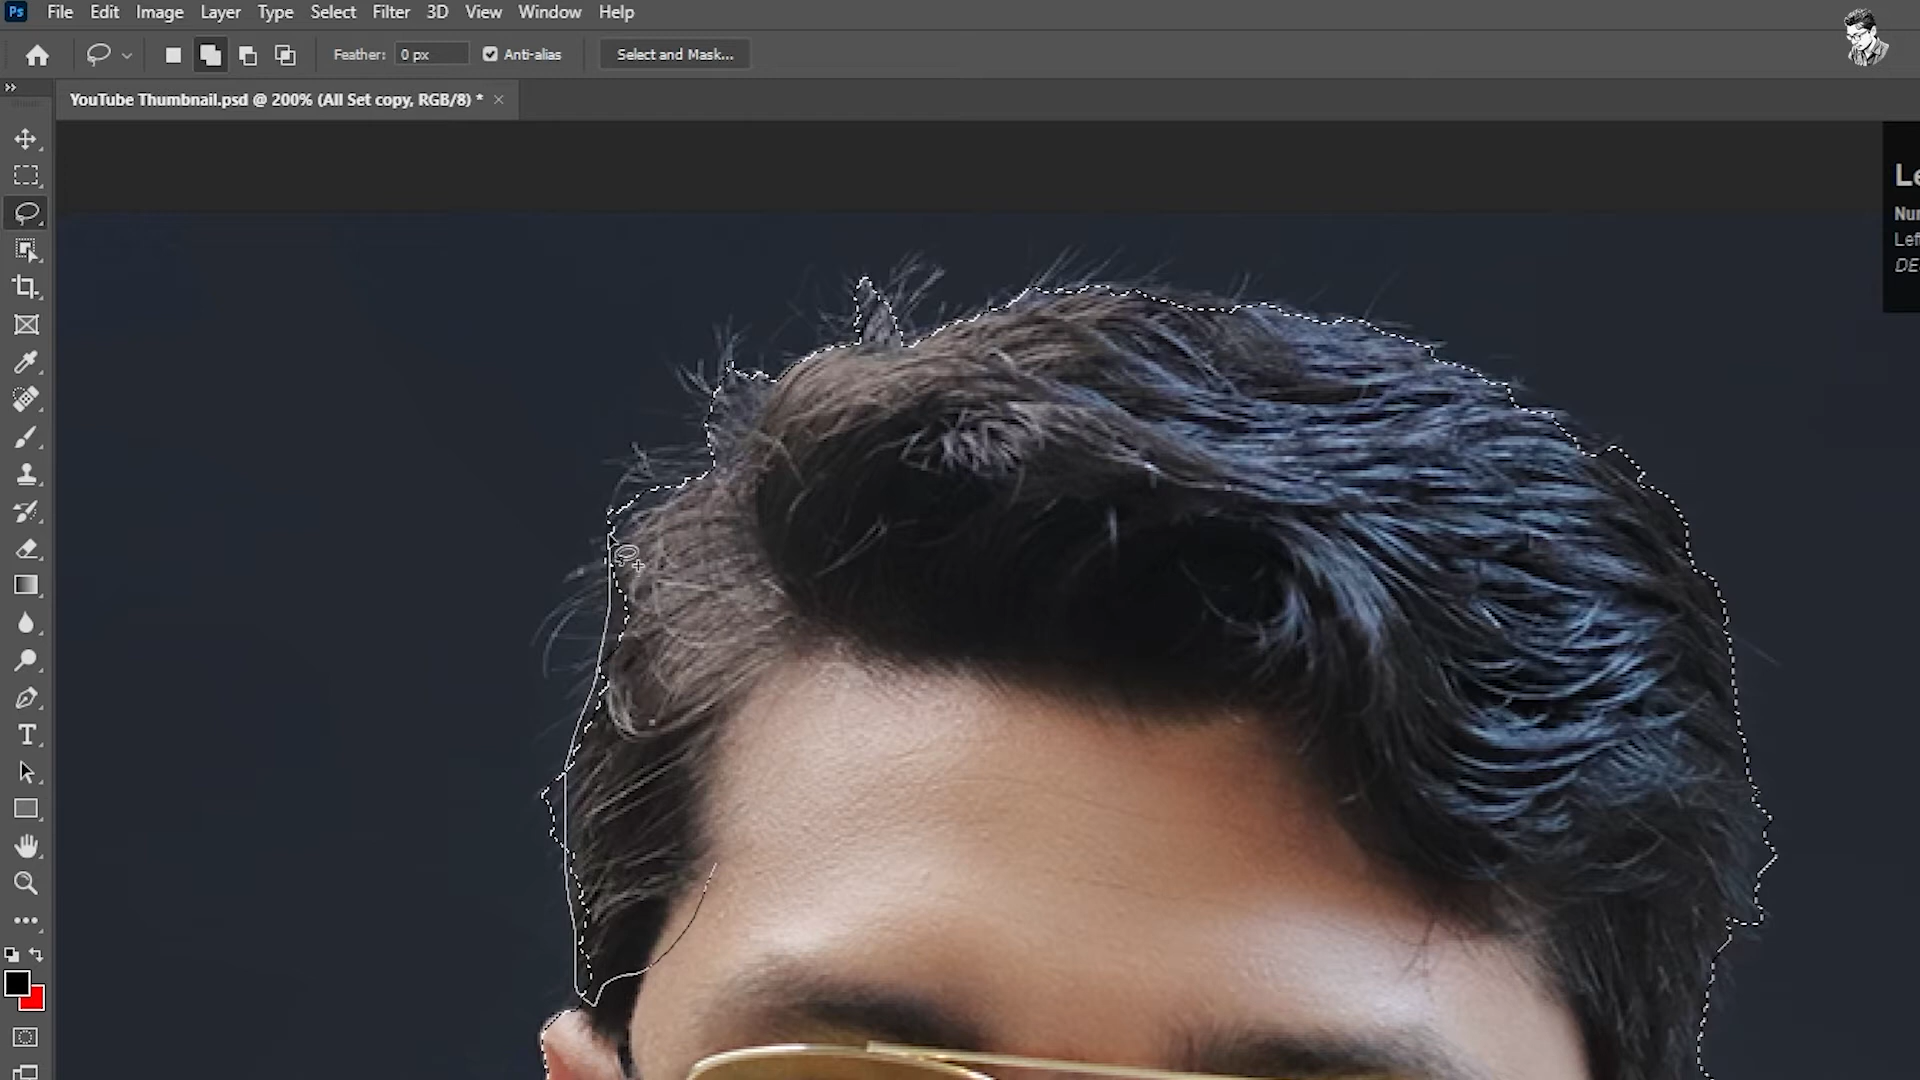 Ps File Edit Image Layer Type Select Filter 3D View Window Help
Feather: 0 px Anti-alias Select and Mask...
YouTube Thumbnail.psd @ 200% (All Set copy, RGB/8) *
Le
Nur
Lef
DE
T